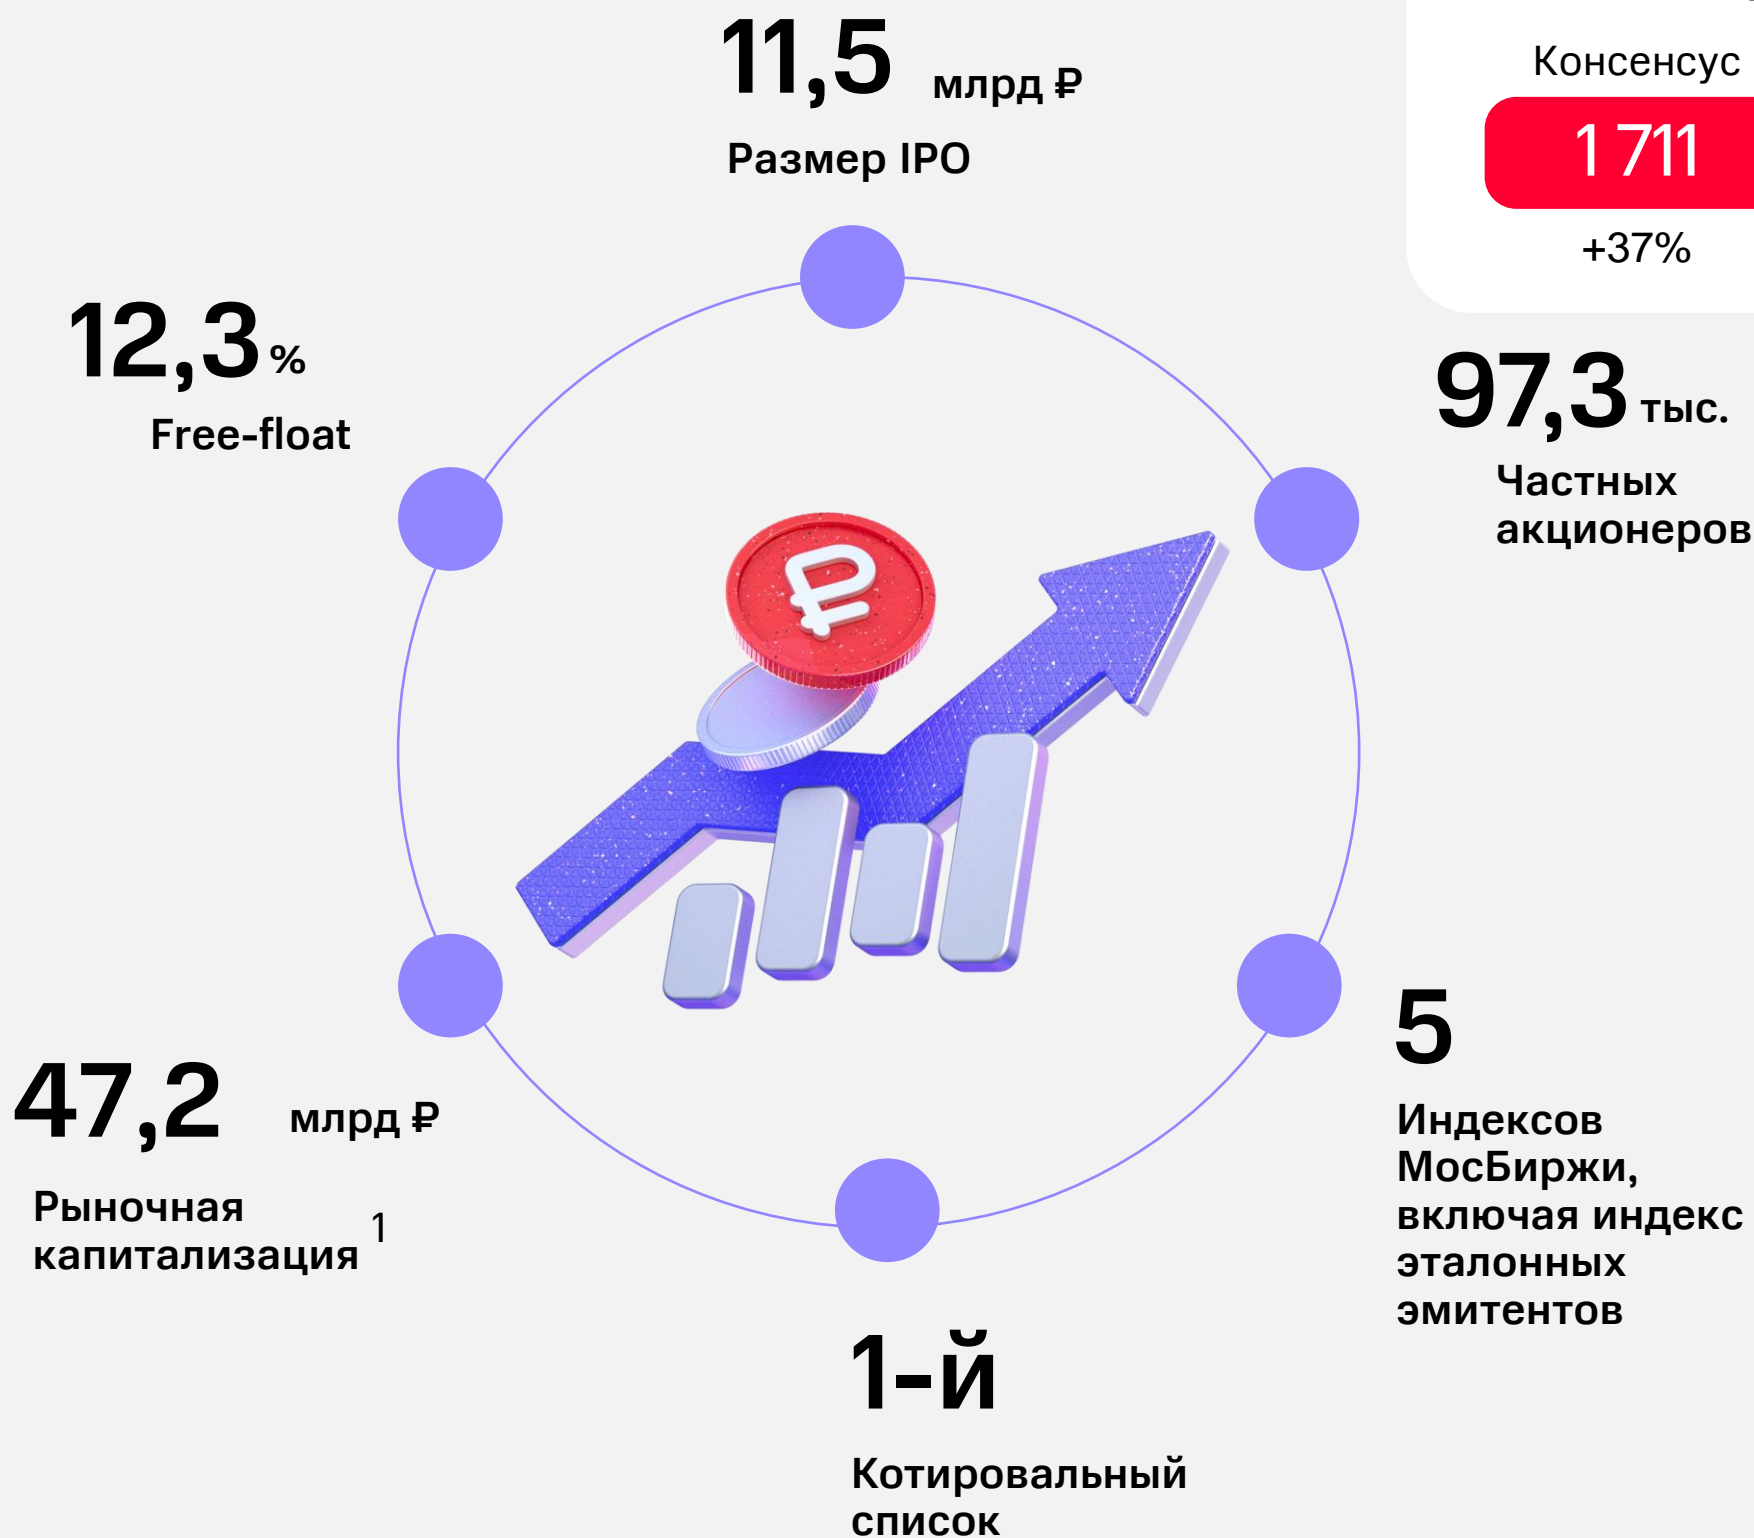 11,5 млрд ₽
Размер IPO
Консенсус
1 711
+37%
12,3 %
Free-float
97,3 тыс.
Частных
акционеров
47,2 млрд ₽
Рыночная
капитализация 1
5
Индексов
МосБиржи,
включая индекс
эталонных
эмитентов
1-й
Котировальный
список